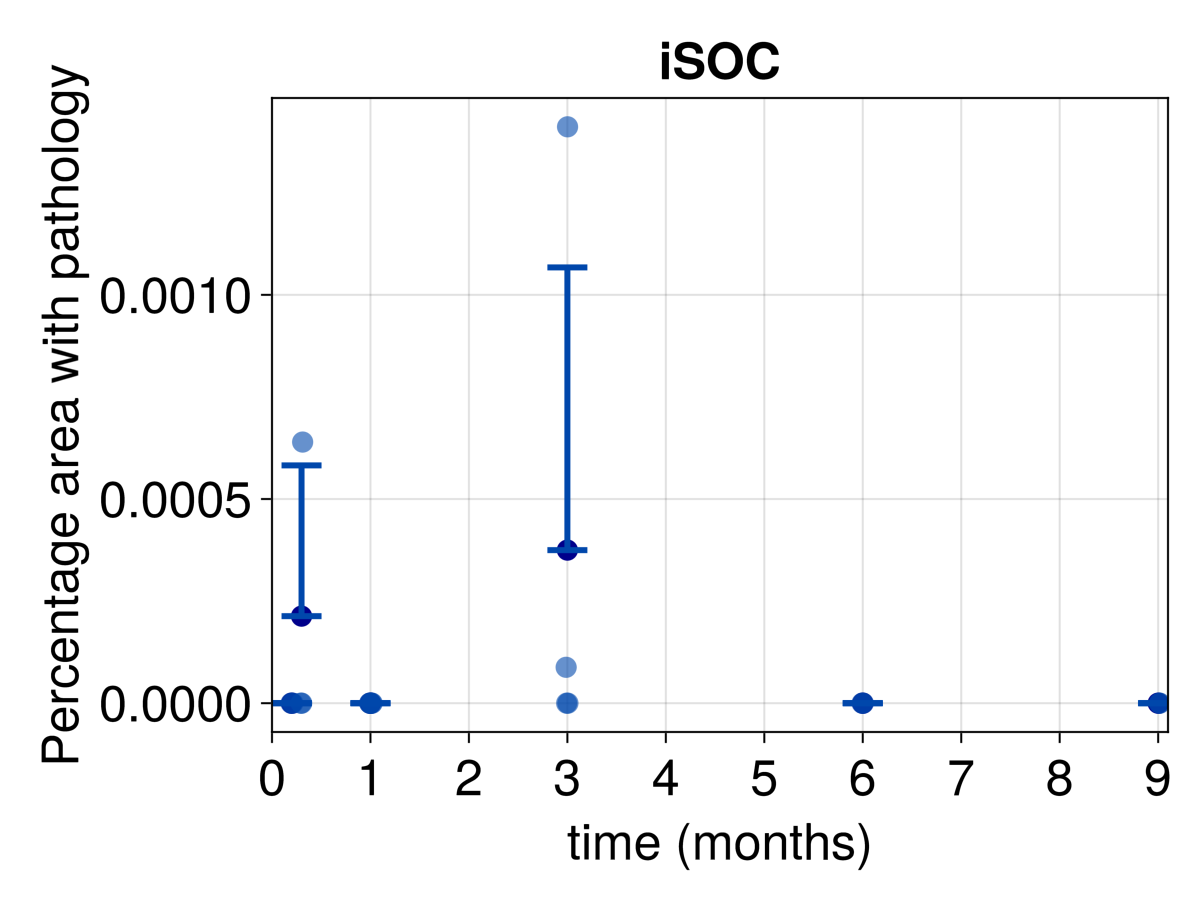 iSOC
Percentage area with pathology
0.0010
0.0005
0.0000
0 1 2 3 4 5 6 7 8 9
time (months)